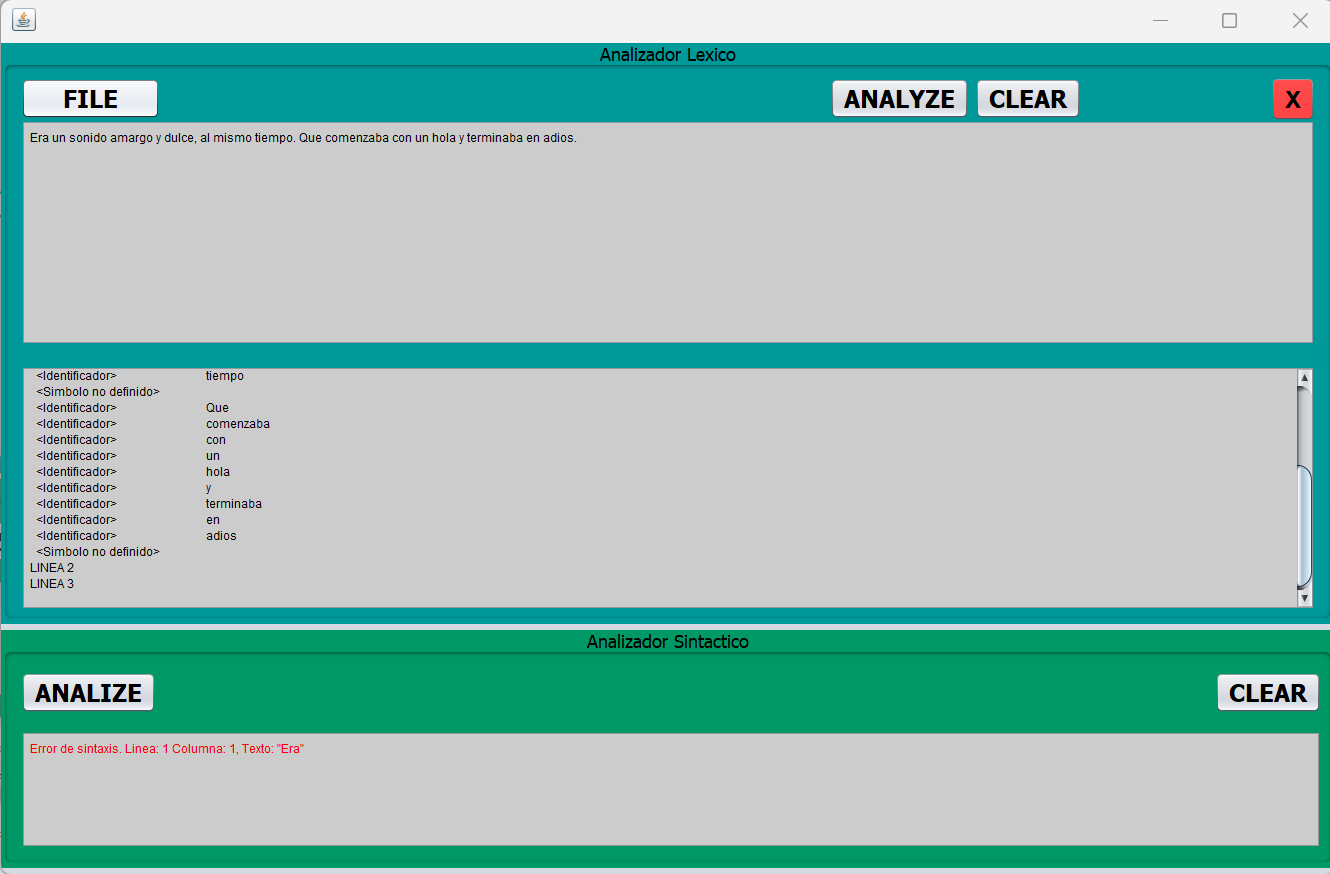 Analizador Lexico
FILE ANALYZE CLEAR X
Era un sonido amargo y dulce, al mismo tiempo. Que comenzaba con un hola y terminaba en adios.
<Identificador> tiempo
<Simbolo no definido>
<Identificador> Que
<Identificador> comenzaba
<Identificador> con
<Identificador> un
<Identificador> hola
<Identificador> y
<Identificador> terminaba
<Identificador> en
<Identificador> adios
<Simbolo no definido>
LINEA 2
LINEA 3
Analizador Sintactico
ANALIZE CLEAR
Error de sintaxis. Linea: 1 Columna: 1, Texto: "Era"